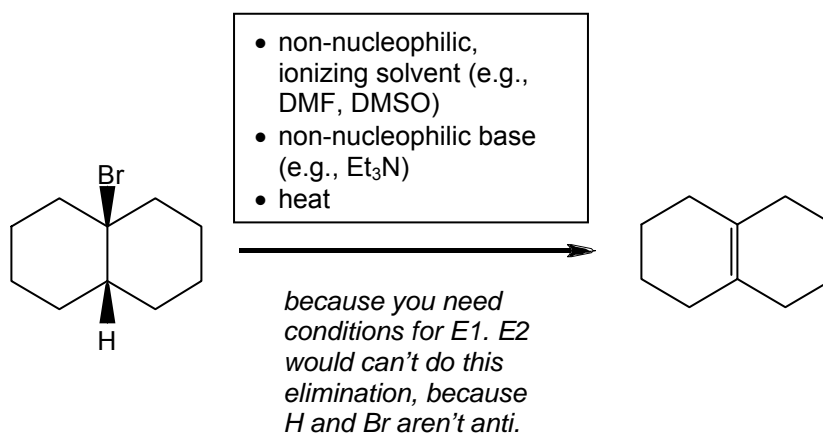 • non-nucleophilic,
ionizing solvent (e.g.,
DMF, DMSO)
• non-nucleophilic base
(e.g., Et₃N)
• heat
Br
H
because you need
conditions for E1. E2
would can't do this
elimination, because
H and Br aren't anti.